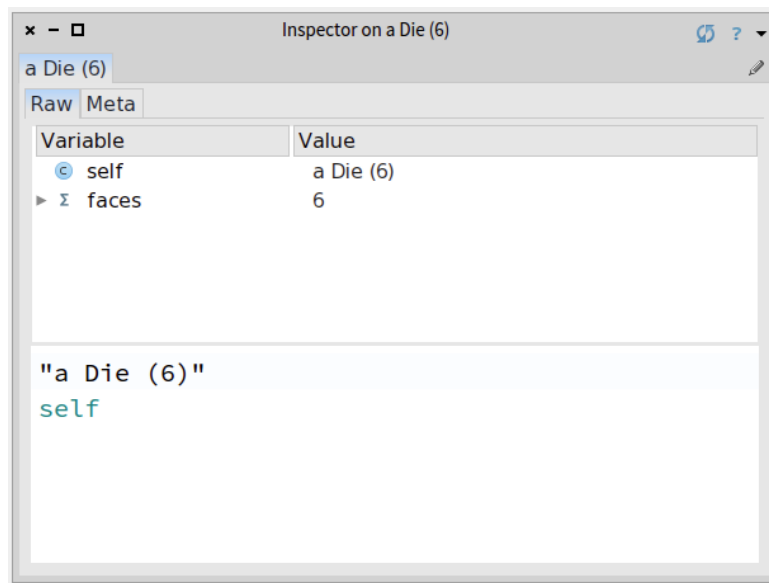 Inspector on a Die (6)
?
a Die (6)
Raw Meta
Variable Value
self a Die (6)
Σ faces 6
"a Die (6)"
self